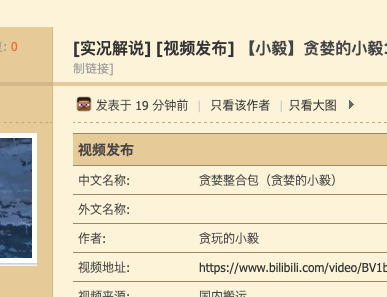 0
[实况解说] [视频发布] 【小毅】贪婪的小毅
制链接]
发表于 19 分钟前 | 只看该作者 | 只看大图
视频发布
中文名称: 贪婪整合包（贪婪的小毅）
外文名称:
作者: 贪玩的小毅
视频地址: https://www.bilibili.com/video/BV1b
视频来源: 国内搬运